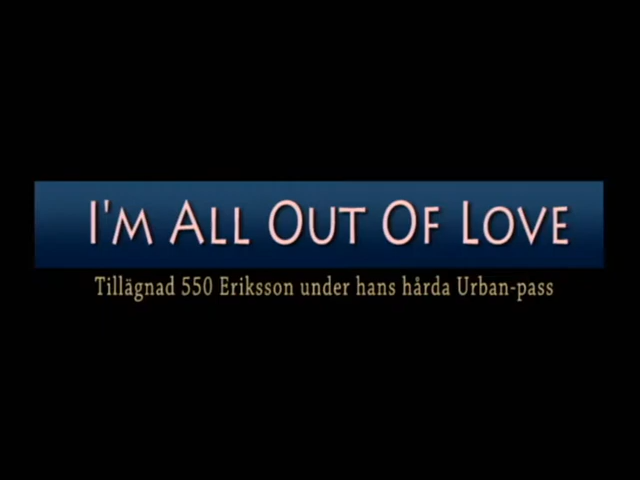 I'M ALL OUT OF LOVE
Tillägnad 550 Eriksson under hans hårda Urban-pass